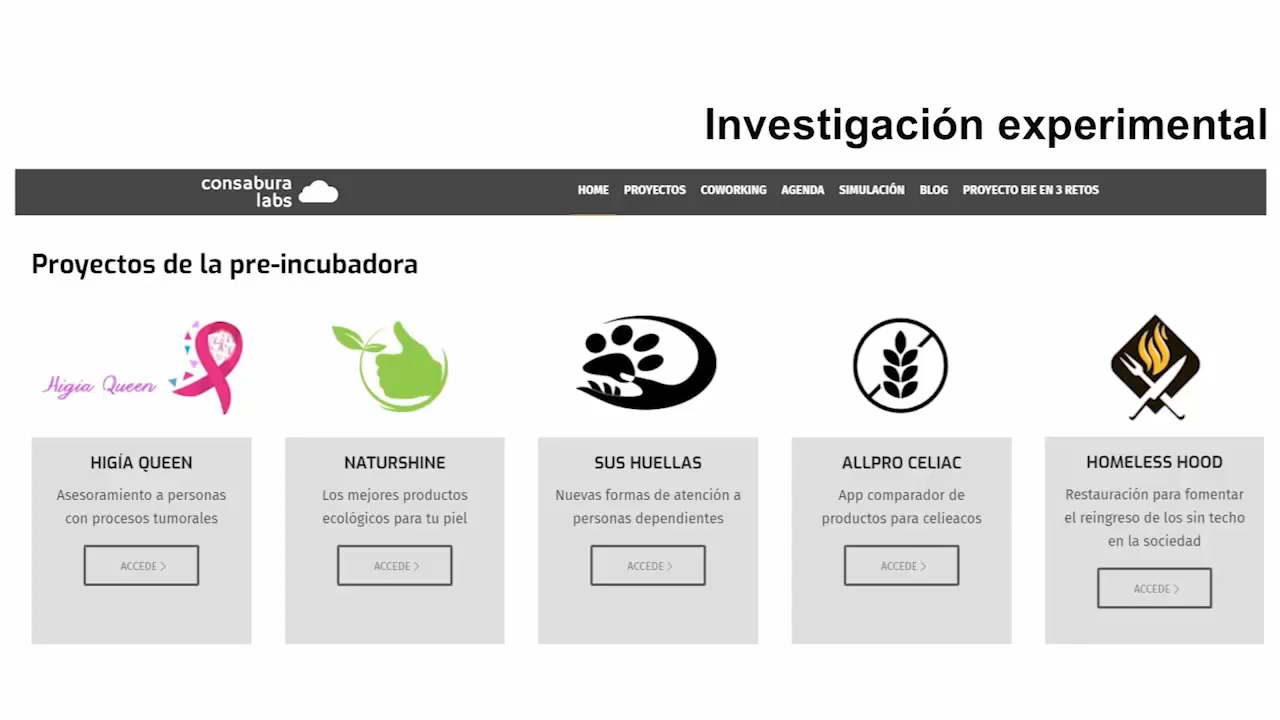 Investigación experimental
consabura
labs
HOME PROYECTOS COWORKING AGENDA SIMULACIÓN BLOG PROYECTO EIE EN 3 RETOS
Proyectos de la pre-incubadora
Higía Queen
HIGÍA QUEEN
Asesoramiento a personas
con procesos tumorales
ACCEDE >
NATURSHINE
Los mejores productos
ecológicos para tu piel
ACCEDE >
SUS HUELLAS
Nuevas formas de atención a
personas dependientes
ACCEDE >
ALLPRO CELIAC
App comparador de
productos para celieacos
ACCEDE >
HOMELESS HOOD
Restauración para fomentar
el reingreso de los sin techo
en la sociedad
ACCEDE >